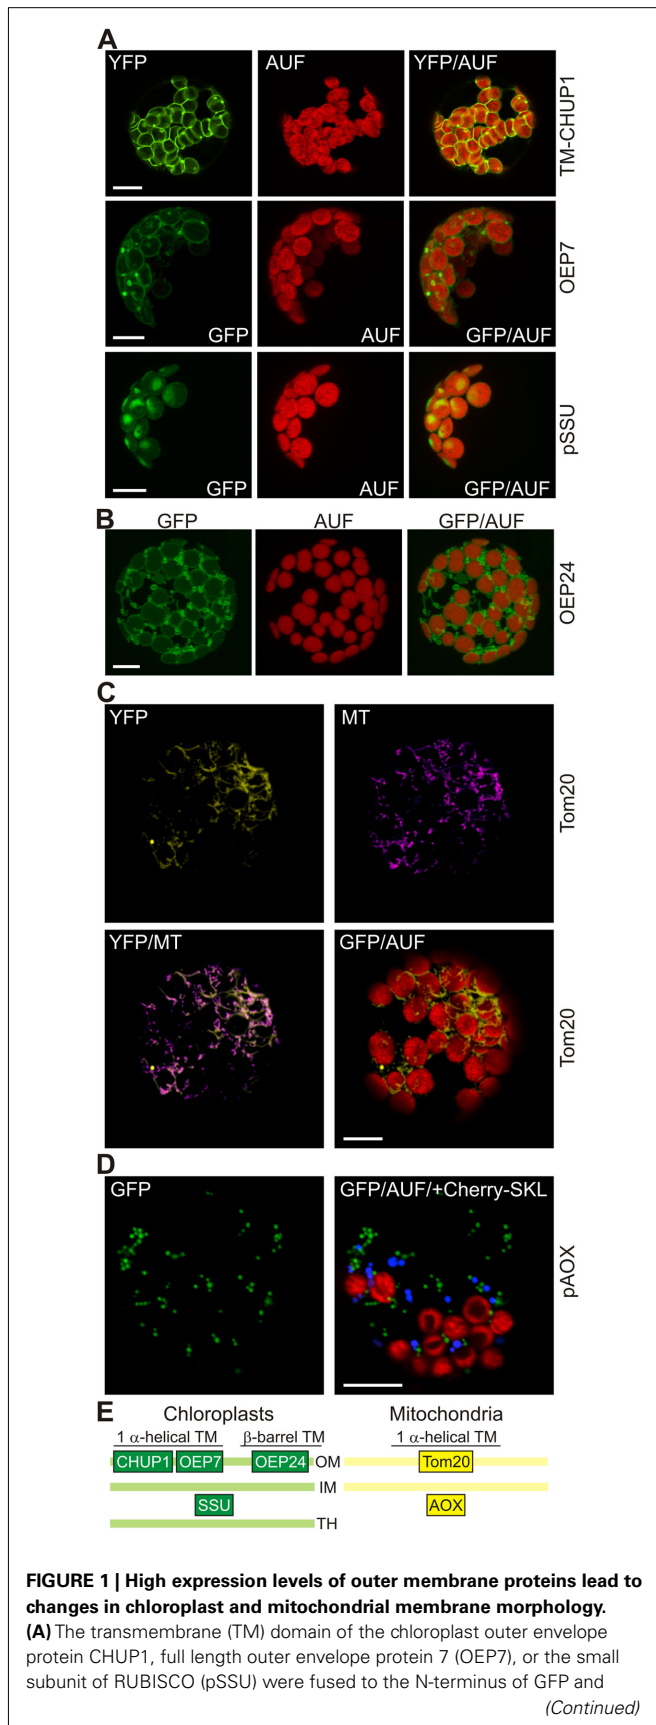 A
YFP
AUF
YFP/AUF
TM-CHUP1
GFP
AUF
GFP/AUF
OEP7
GFP
AUF
GFP/AUF
pSSU
B
GFP
AUF
GFP/AUF
OEP24
C
YFP
MT
Tom20
YFP/MT
GFP/AUF
Tom20
D
GFP
GFP/AUF/+Cherry-SKL
pAOX
E
Chloroplasts
Mitochondria
1 α-helical TM
β-barrel TM
1 α-helical TM
CHUP1
OEP7
OEP24
OM
Tom20
IM
SSU
AOX
TH
FIGURE 1 | High expression levels of outer membrane proteins lead to
changes in chloroplast and mitochondrial membrane morphology.
(A) The transmembrane (TM) domain of the chloroplast outer envelope
protein CHUP1, full length outer envelope protein 7 (OEP7), or the small
subunit of RUBISCO (pSSU) were fused to the N-terminus of GFP and
(Continued)